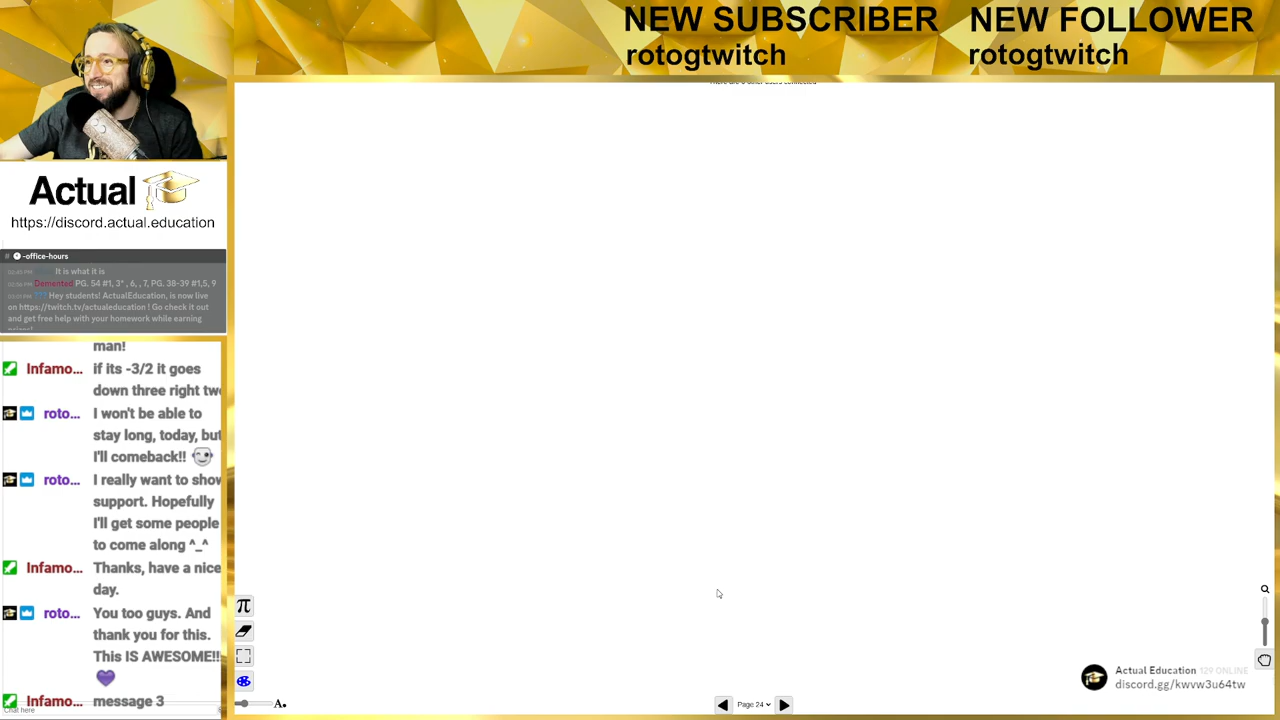 NEW SUBSCRIBER
rotogtwitch
NEW FOLLOWER
rotogtwitch
Actual
https://discord.actual.education
# -office-hours
It is what it is
Demented PG. 54 #1, 3* , 6, , 7, PG. 38-39 #1,5, 9
Hey students! ActualEducation, is now live
on https://twitch.tv/actualeducation ! Go check it out
and get free help with your homework while earning
man!
Infamo... if its -3/2 it goes
down three right
roto... I won't be able to
stay long, today, but
I'll comeback!!
roto... I really want to show
support. Hopefully
I'll get some people
to come along ^_^
Infamo... Thanks, have a nice
day.
roto... You too guys. And
thank you for this.
This IS AWESOME!!
Infamo... message 3
Chat here
π
A
Page 24
Actual Education 129 ONLINE
discord.gg/kwvw3u64tw